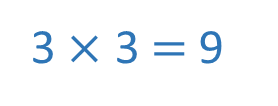 3 × 3 = 9